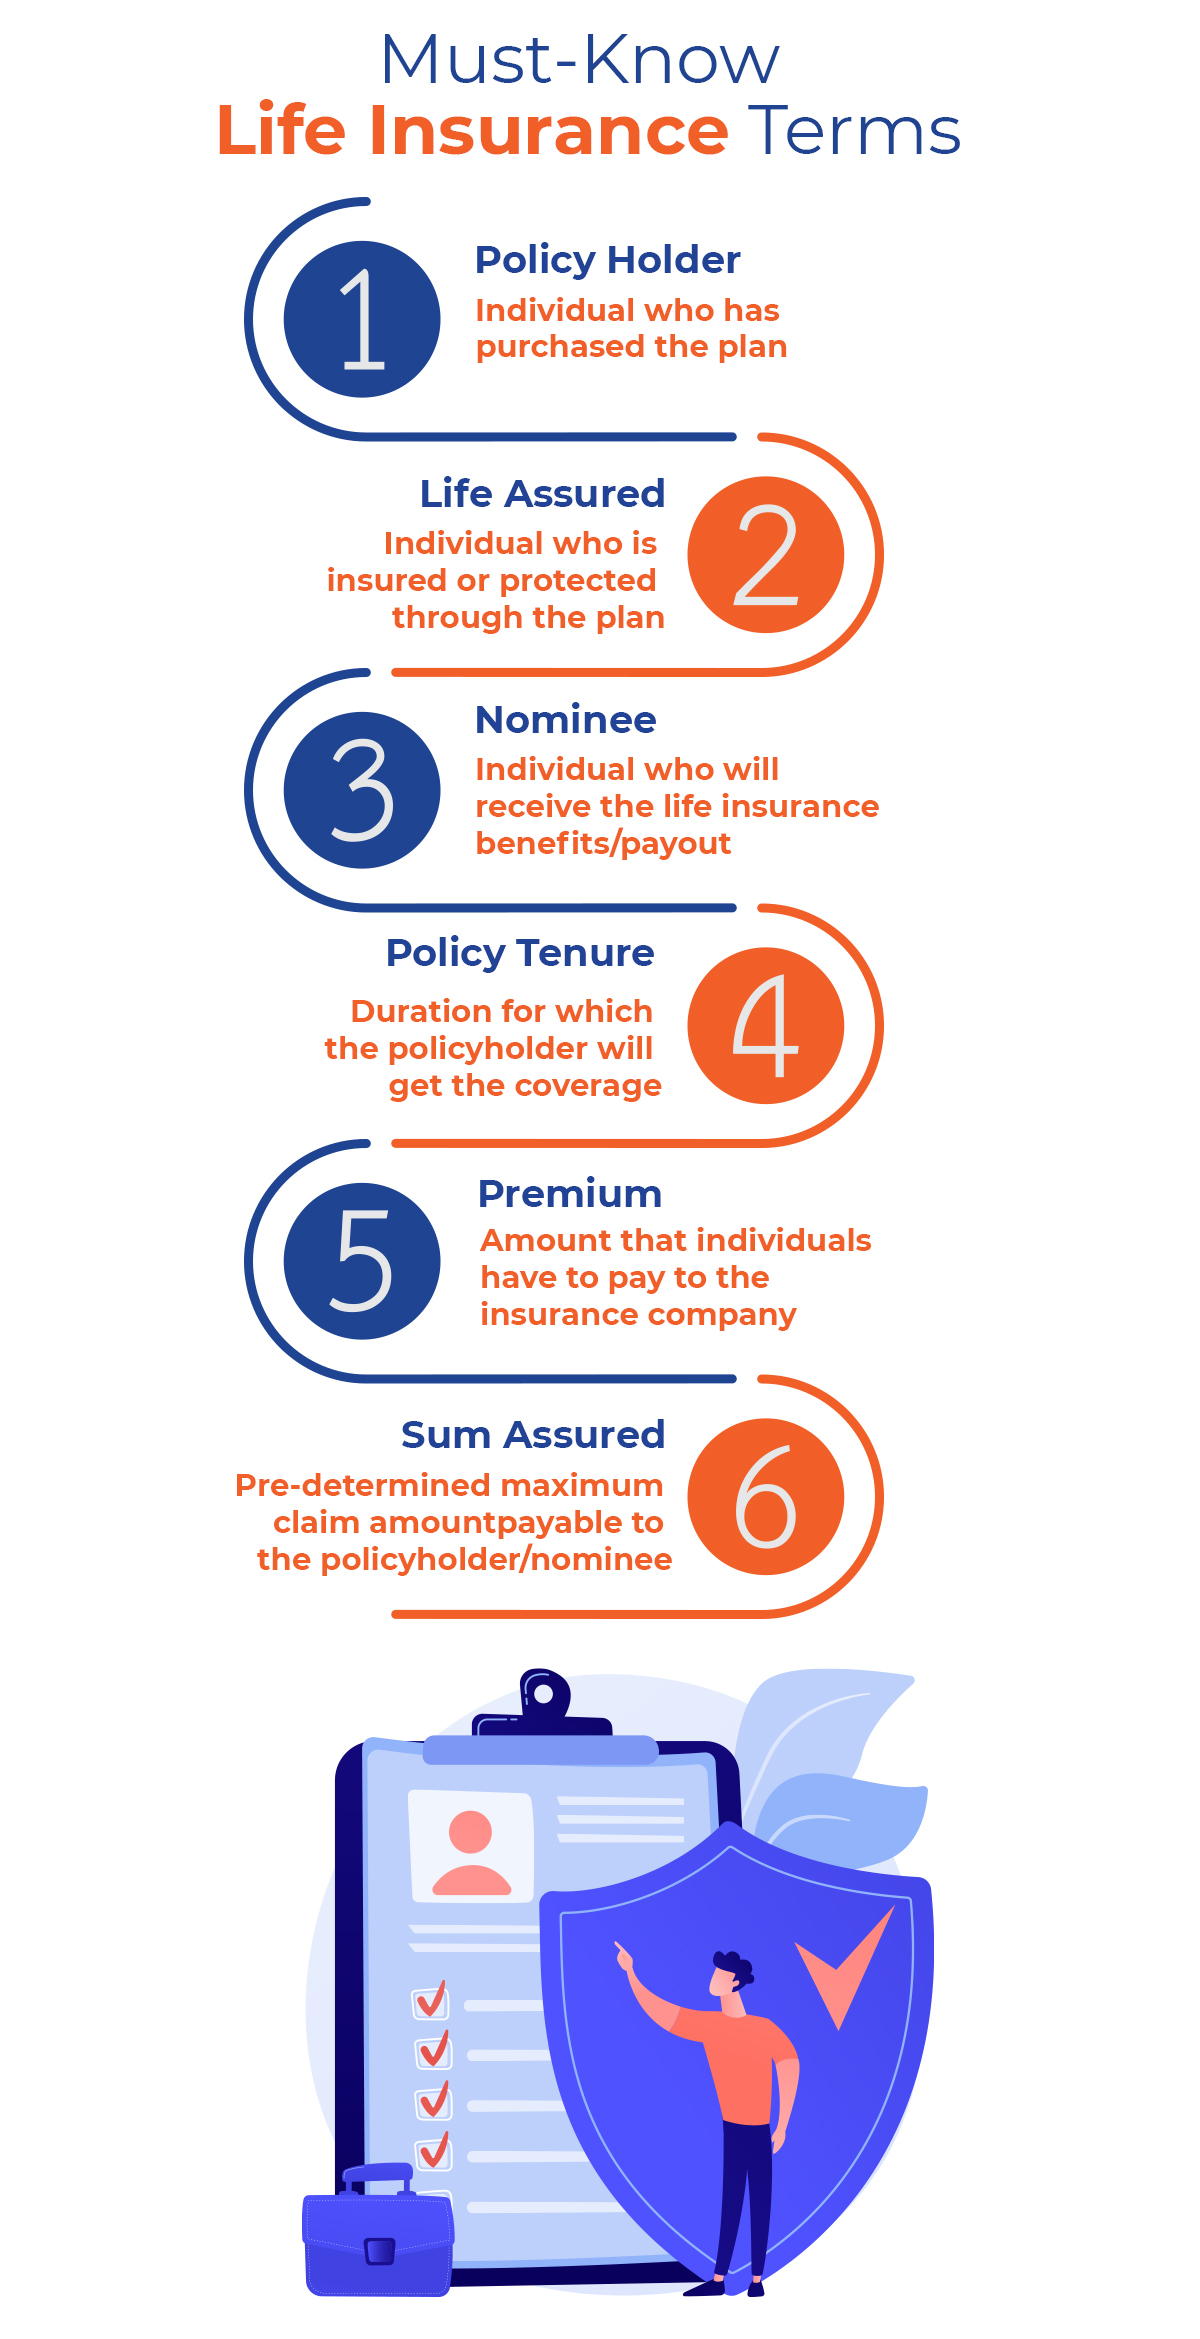 Must-Know
Life Insurance Terms
1
Policy Holder
Individual who has
purchased the plan
Life Assured
Individual who is
insured or protected
through the plan
2
3
Nominee
Individual who will
receive the life insurance
benefits/payout
Policy Tenure
Duration for which
the policyholder will
get the coverage
4
5
Premium
Amount that individuals
have to pay to the
insurance company
Sum Assured
Pre-determined maximum
claim amountpayable to
the policyholder/nominee
6